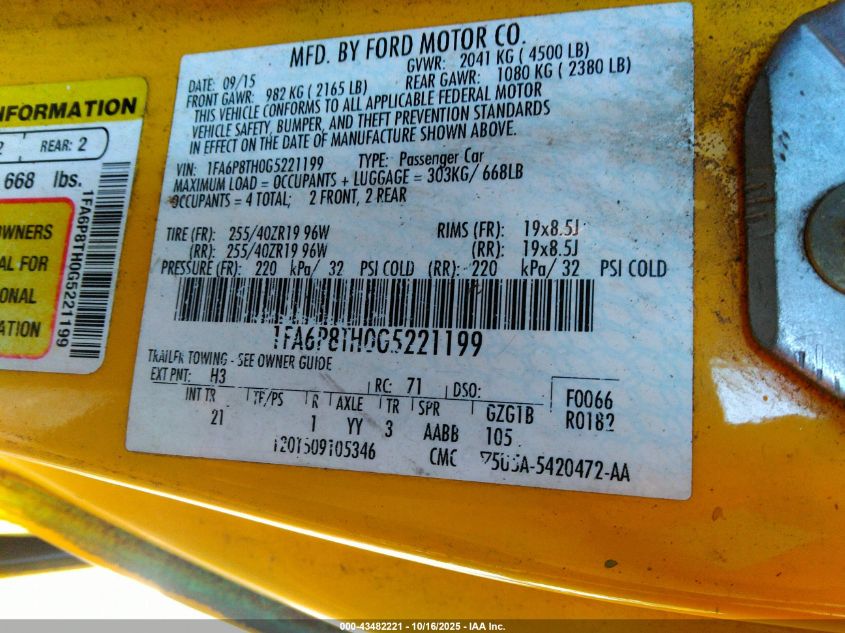 MFD. BY FORD MOTOR CO.
DATE: 09/15
GVWR: 2041 KG ( 4500 LB)
FRONT GAWR: 982 KG ( 2165 LB)
REAR GAWR: 1080 KG ( 2380 LB)
THIS VEHICLE CONFORMS TO ALL APPLICABLE FEDERAL MOTOR
VEHICLE SAFETY, BUMPER, AND THEFT PREVENTION STANDARDS
IN EFFECT ON THE DATE OF MANUFACTURE SHOWN ABOVE.
VIN: 1FA6P8TH0G5221199 TYPE: Passenger Car
MAXIMUM LOAD = OCCUPANTS + LUGGAGE = 303KG/ 668LB
OCCUPANTS = 4 TOTAL; 2 FRONT, 2 REAR
TIRE (FR): 255/40ZR19 96W RIMS (FR): 19x8.5J
(RR): 255/40ZR19 96W (RR): 19x8.5J
PRESSURE (FR): 220 kPa/ 32 PSI COLD (RR): 220 kPa/ 32 PSI COLD
1FA6P8TH0G5221199
TRAILER TOWING - SEE OWNER GUIDE
EXT PNT: H3 RC: 71 DSO:
F0066
R0182
INT TR TP/PS R AXLE TR SPR GZG1B
21 1 YY 3 AABB 105
1201509105346 CMC 5U5A-5420472-AA
INFORMATION
2 REAR: 2
668 lbs.
1FA6P8TH0G5221199
OWNERS
AL FOR
ONAL
ATION
000-43482221 - 10/16/2025 - IAA Inc.